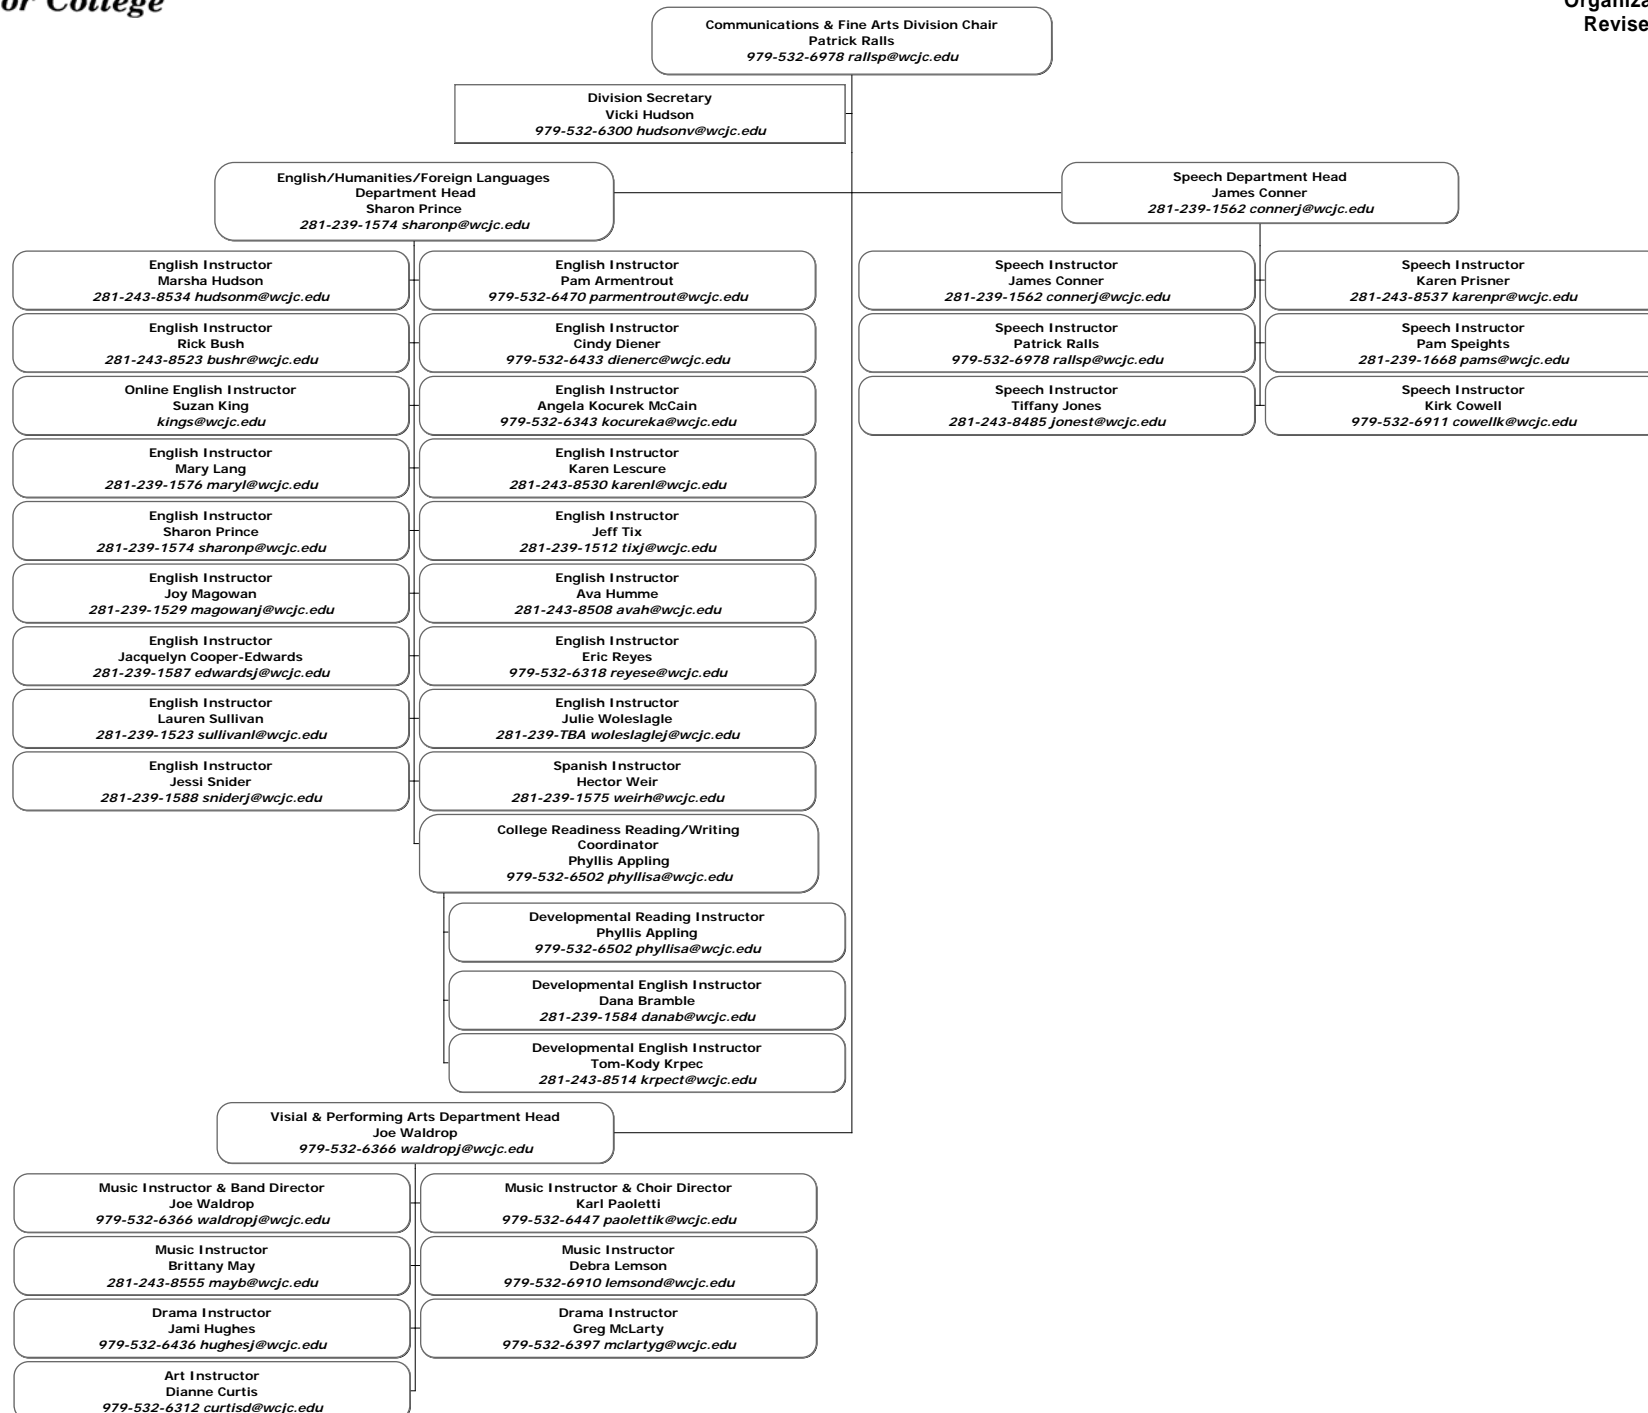 or College
Organiza
Revise
Communications & Fine Arts Division Chair
Patrick Ralls
979-532-6978 rallsp@wcjc.edu
Division Secretary
Vicki Hudson
979-532-6300 hudsonv@wcjc.edu
English/Humanities/Foreign Languages
Department Head
Sharon Prince
281-239-1574 sharonp@wcjc.edu
Speech Department Head
James Conner
281-239-1562 connerj@wcjc.edu
English Instructor
Marsha Hudson
281-243-8534 hudsonm@wcjc.edu
English Instructor
Pam Armentrout
979-532-6470 parmentrout@wcjc.edu
Speech Instructor
James Conner
281-239-1562 connerj@wcjc.edu
Speech Instructor
Karen Prisner
281-243-8537 karenpr@wcjc.edu
English Instructor
Rick Bush
281-243-8523 bushr@wcjc.edu
English Instructor
Cindy Diener
979-532-6433 dienerc@wcjc.edu
Speech Instructor
Patrick Ralls
979-532-6978 rallsp@wcjc.edu
Speech Instructor
Pam Speights
281-239-1668 pams@wcjc.edu
Online English Instructor
Suzan King
kings@wcjc.edu
English Instructor
Angela Kocurek McCain
979-532-6343 kocureka@wcjc.edu
Speech Instructor
Tiffany Jones
281-243-8485 jonest@wcjc.edu
Speech Instructor
Kirk Cowell
979-532-6911 cowellk@wcjc.edu
English Instructor
Mary Lang
281-239-1576 maryl@wcjc.edu
English Instructor
Karen Lescure
281-243-8530 karenl@wcjc.edu
English Instructor
Sharon Prince
281-239-1574 sharonp@wcjc.edu
English Instructor
Jeff Tix
281-239-1512 tixj@wcjc.edu
English Instructor
Joy Magowan
281-239-1529 magowanj@wcjc.edu
English Instructor
Ava Humme
281-243-8508 avah@wcjc.edu
English Instructor
Jacquelyn Cooper-Edwards
281-239-1587 edwardsj@wcjc.edu
English Instructor
Eric Reyes
979-532-6318 reyese@wcjc.edu
English Instructor
Lauren Sullivan
281-239-1523 sullivanl@wcjc.edu
English Instructor
Julie Woleslagle
281-239-TBA woleslaglej@wcjc.edu
English Instructor
Jessi Snider
281-239-1588 sniderj@wcjc.edu
Spanish Instructor
Hector Weir
281-239-1575 weirh@wcjc.edu
College Readiness Reading/Writing
Coordinator
Phyllis Appling
979-532-6502 phyllisa@wcjc.edu
Developmental Reading Instructor
Phyllis Appling
979-532-6502 phyllisa@wcjc.edu
Developmental English Instructor
Dana Bramble
281-239-1584 danab@wcjc.edu
Developmental English Instructor
Tom-Kody Krpec
281-243-8514 krpect@wcjc.edu
Visial & Performing Arts Department Head
Joe Waldrop
979-532-6366 waldropj@wcjc.edu
Music Instructor & Band Director
Joe Waldrop
979-532-6366 waldropj@wcjc.edu
Music Instructor & Choir Director
Karl Paoletti
979-532-6447 paolettik@wcjc.edu
Music Instructor
Brittany May
281-243-8555 mayb@wcjc.edu
Music Instructor
Debra Lemson
979-532-6910 lemsond@wcjc.edu
Drama Instructor
Jami Hughes
979-532-6436 hughesj@wcjc.edu
Drama Instructor
Greg McLarty
979-532-6397 mclartyg@wcjc.edu
Art Instructor
Dianne Curtis
979-532-6312 curtisd@wcjc.edu